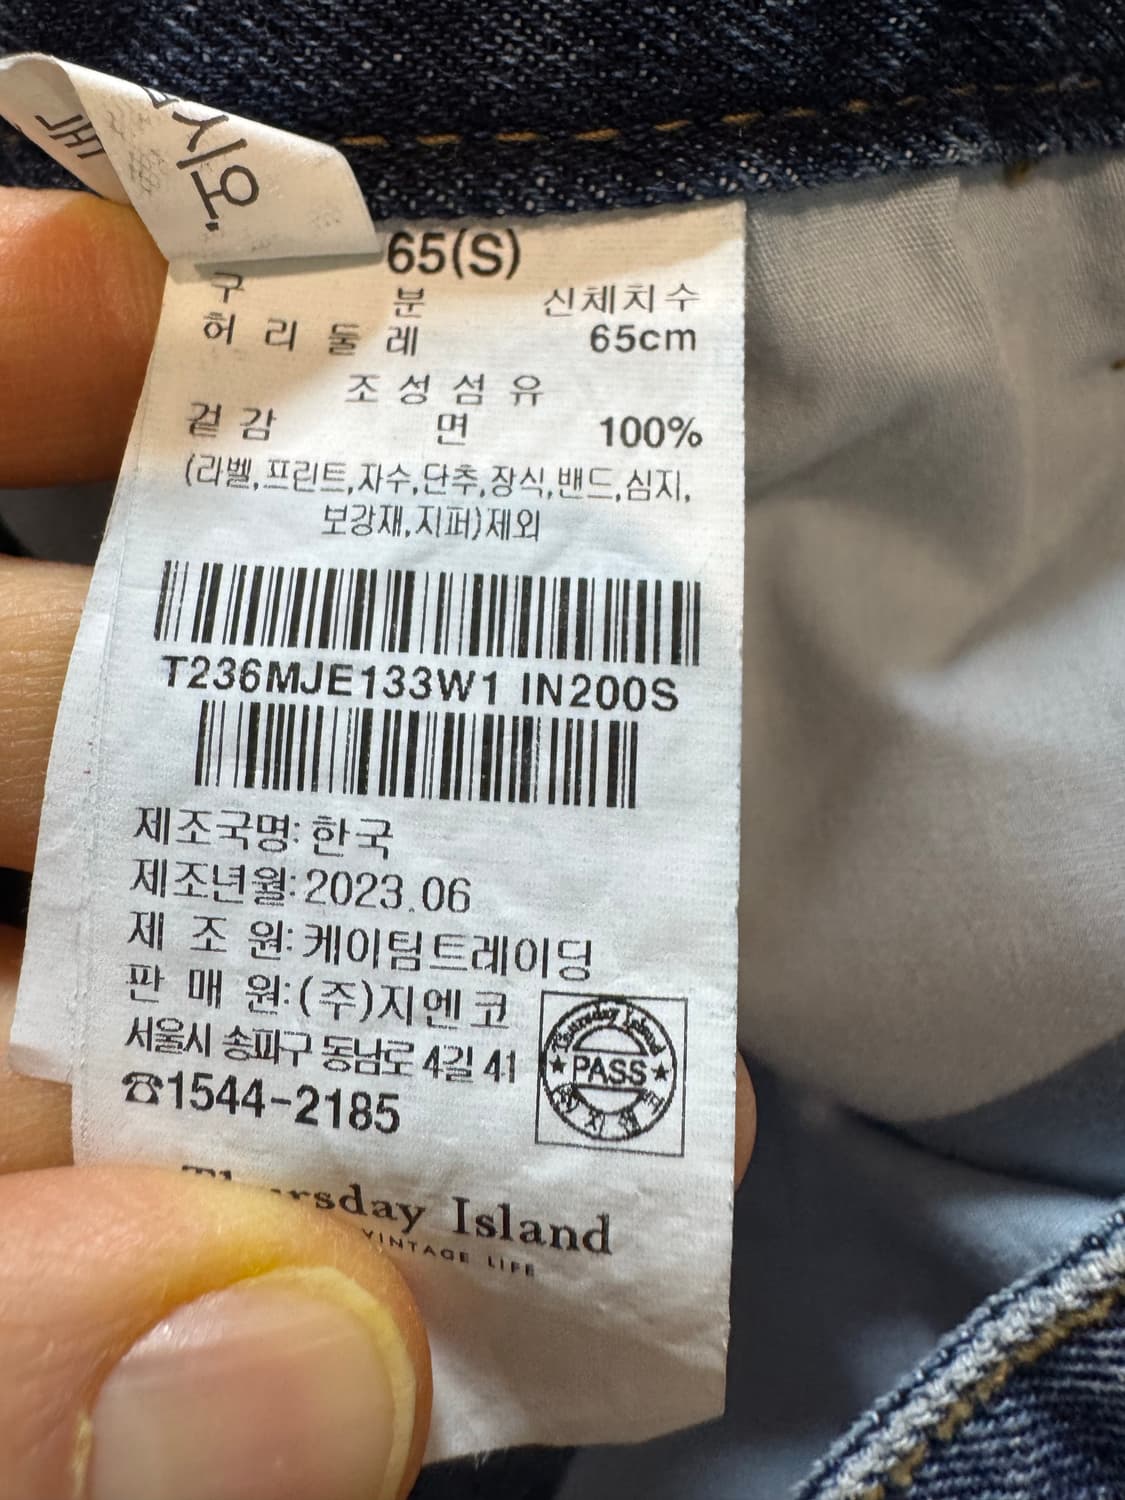 시오.
65(S)
구 분 신체치수
허 리 둘 레 65cm
조 성 섬 유
겉 감 면 100%
(라벨,프린트,자수,단추,장식,밴드,심지,
보강재,지퍼)제외
T236MJE133W1 IN200S
제조국명:한국
제조년월:2023.06
제 조 원:케이팀트레이딩
판 매 원:(주)지엔코
서울시 송파구 동남로 4길 41
☎1544-2185
Thursday Island
PASS
Thursday Island
VINTAGE LIFE